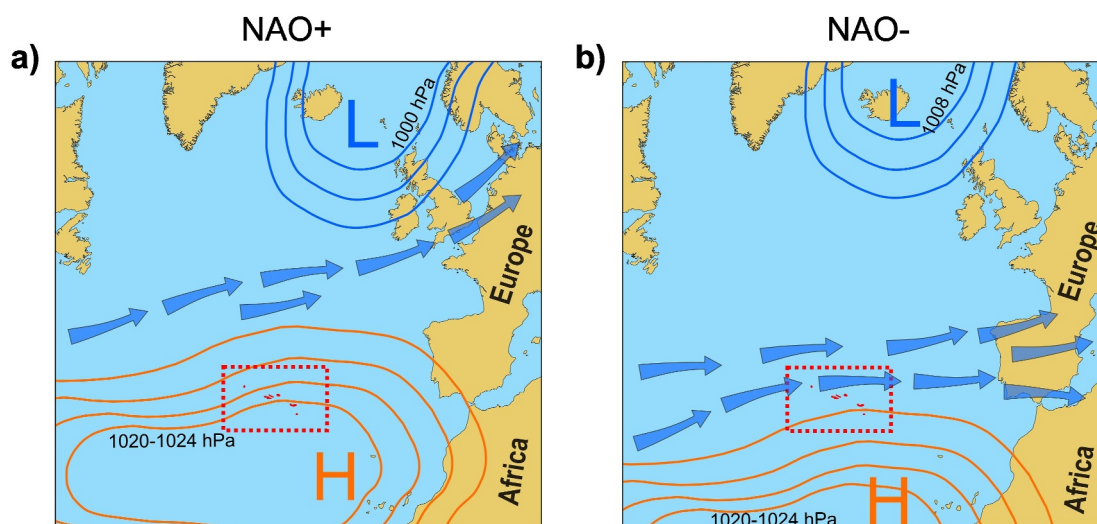 NAO+
a)
L
1000 hPa
Europe
1020-1024 hPa
H
Africa
NAO-
b)
L
1008 hPa
Europe
1020-1024 hPa
H
Africa